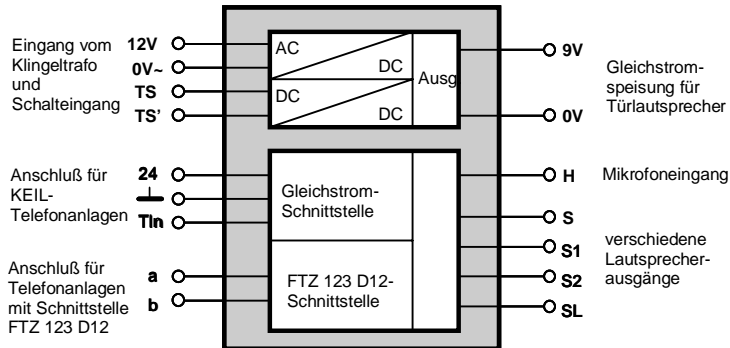 Eingang vom
Klingeltrafo
und
Schalteingang
12V
0V~
TS
TS'
AC
DC
DC
DC
Ausg
9V
0V
Gleichstrom-
speisung für
Türlautsprecher
Anschluß für
KEIL-
Telefonanlagen
24
Tln
Gleichstrom-
Schnittstelle
H
Mikrofoneingang
S
S1
S2
SL
verschiedene
Lautsprecher-
ausgänge
Anschluß für
Telefonanlagen
mit Schnittstelle
FTZ 123 D12
a
b
FTZ 123 D12-
Schnittstelle